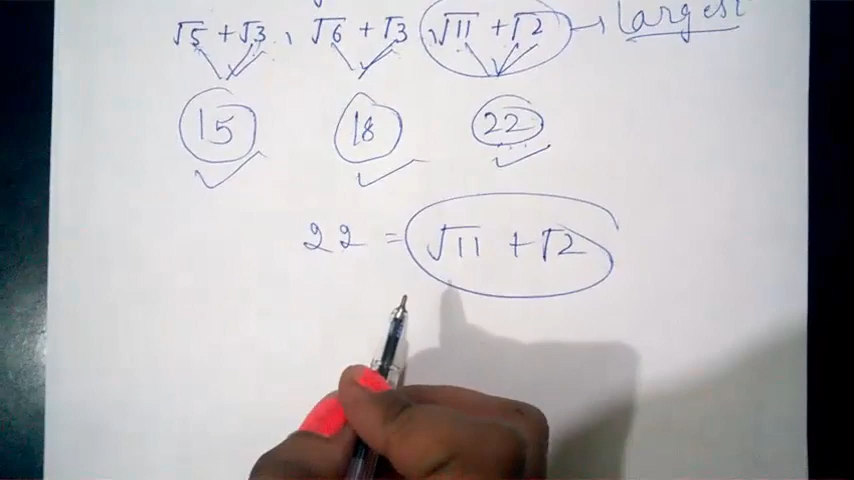 √5 + √3, √6 + √3, √11 + √2 → largest
15 18 22
22 = √11 + √2